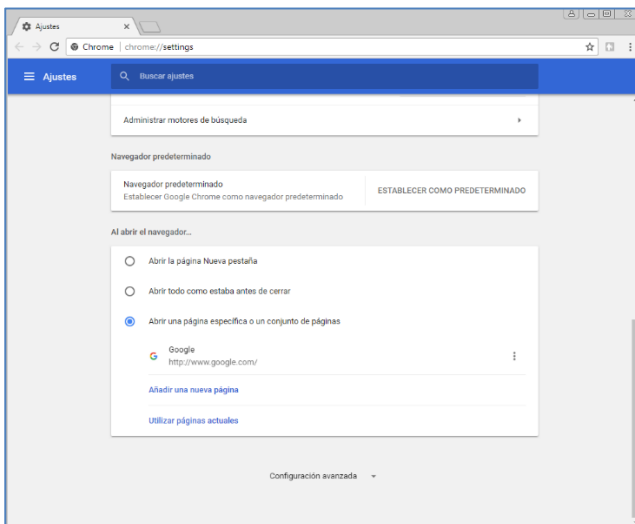 Ajustes
Chrome | chrome://settings
Ajustes
Buscar ajustes
Administrar motores de búsqueda
Navegador predeterminado
Navegador predeterminado
Establecer Google Chrome como navegador predeterminado
ESTABLECER COMO PREDETERMINADO
Al abrir el navegador...
Abrir la página Nueva pestaña
Abrir todo como estaba antes de cerrar
Abrir una página específica o un conjunto de páginas
Google
http://www.google.com/
Añadir una nueva página
Utilizar páginas actuales
Configuración avanzada